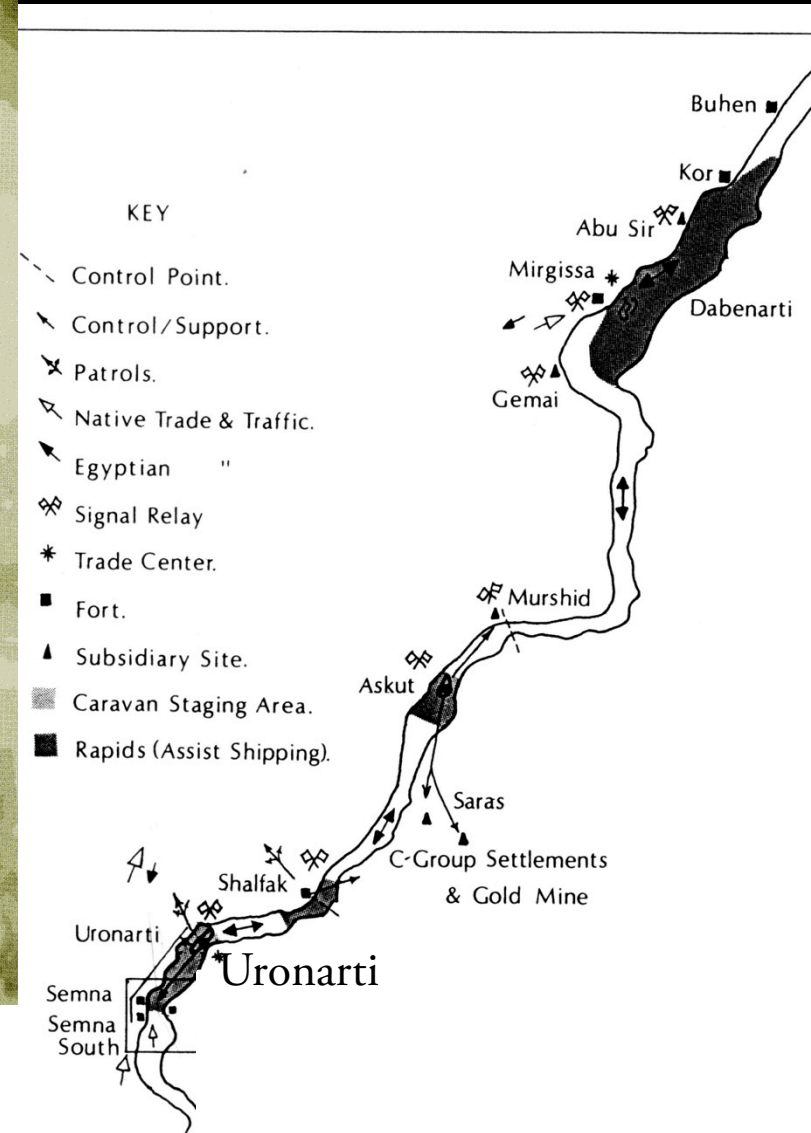 KEY
Control Point.
Control/Support.
Patrols.
Native Trade & Traffic.
Egyptian "
Signal Relay
Trade Center.
Fort.
Subsidiary Site.
Caravan Staging Area.
Rapids (Assist Shipping).
Buhen
Kor
Abu Sir
Mirgissa
Dabenarti
Gemai
Murshid
Askut
Saras
C-Group Settlements
& Gold Mine
Shalfak
Uronarti
Uronarti
Semna
Semna
South